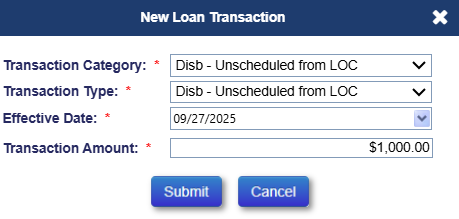 New Loan Transaction
Transaction Category: * Disb - Unscheduled from LOC
Transaction Type: * Disb - Unscheduled from LOC
Effective Date: * 09/27/2025
Transaction Amount: * $1,000.00
Submit Cancel